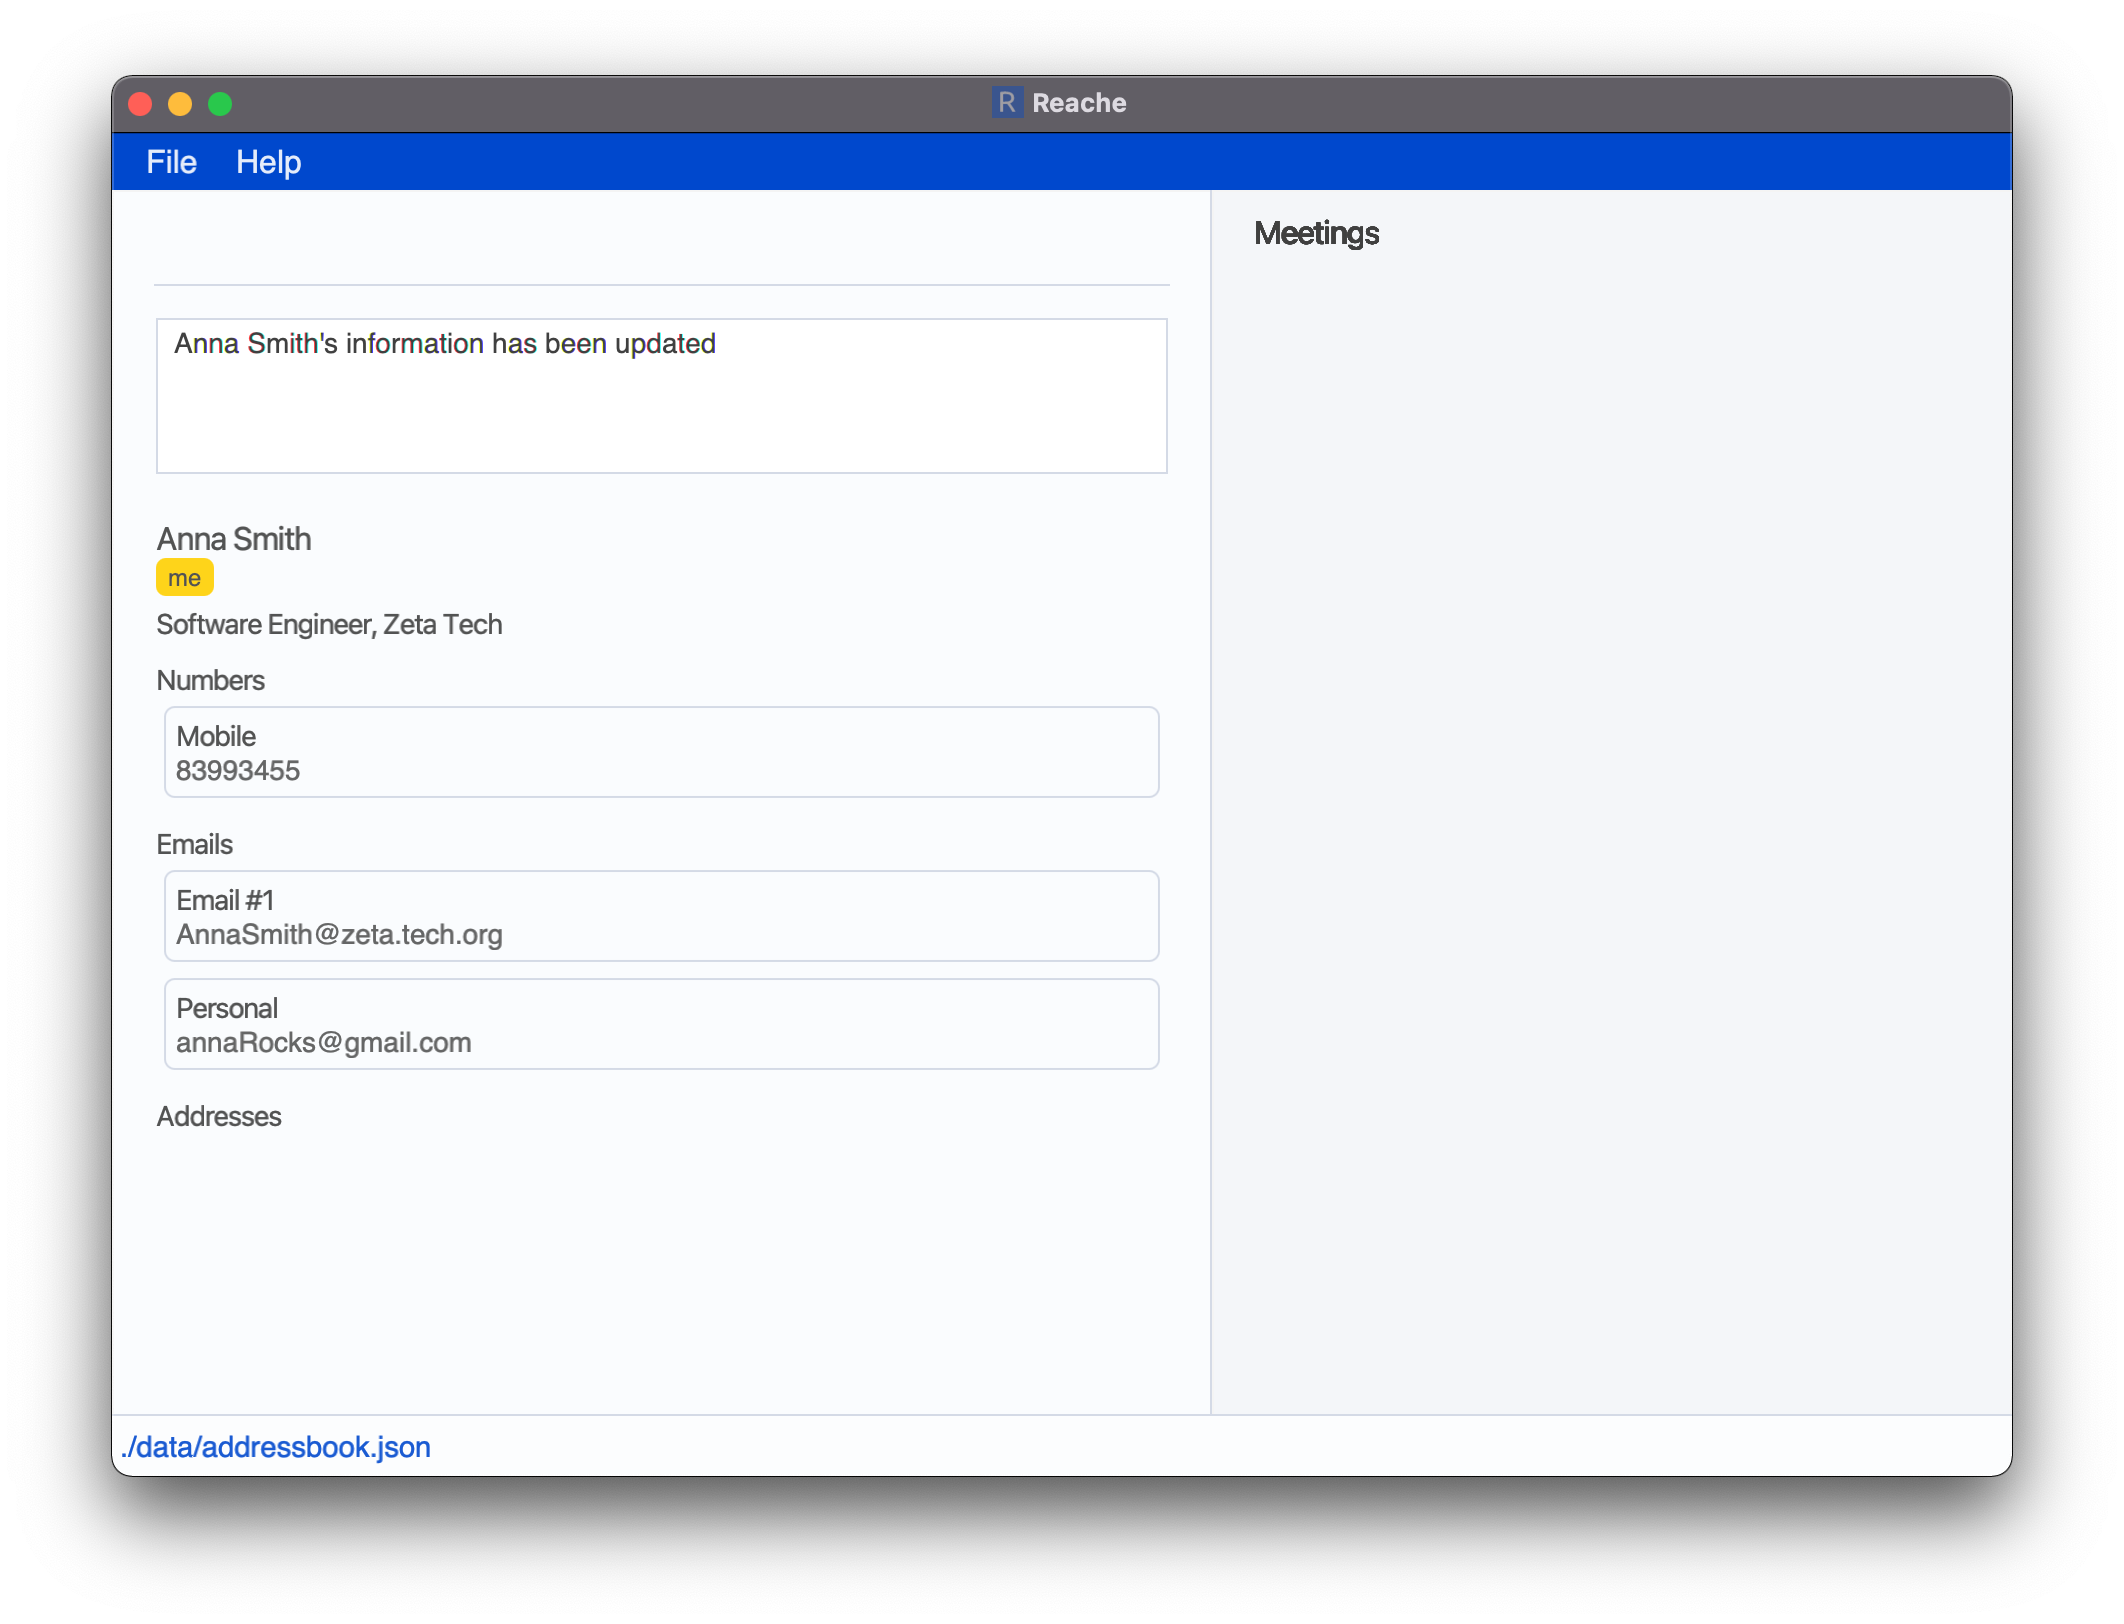 R Reache
File Help
Anna Smith's information has been updated
Anna Smith
me
Software Engineer, Zeta Tech
Numbers
Mobile
83993455
Emails
Email #1
AnnaSmith@zeta.tech.org
Personal
annaRocks@gmail.com
Addresses
Meetings
./data/addressbook.json